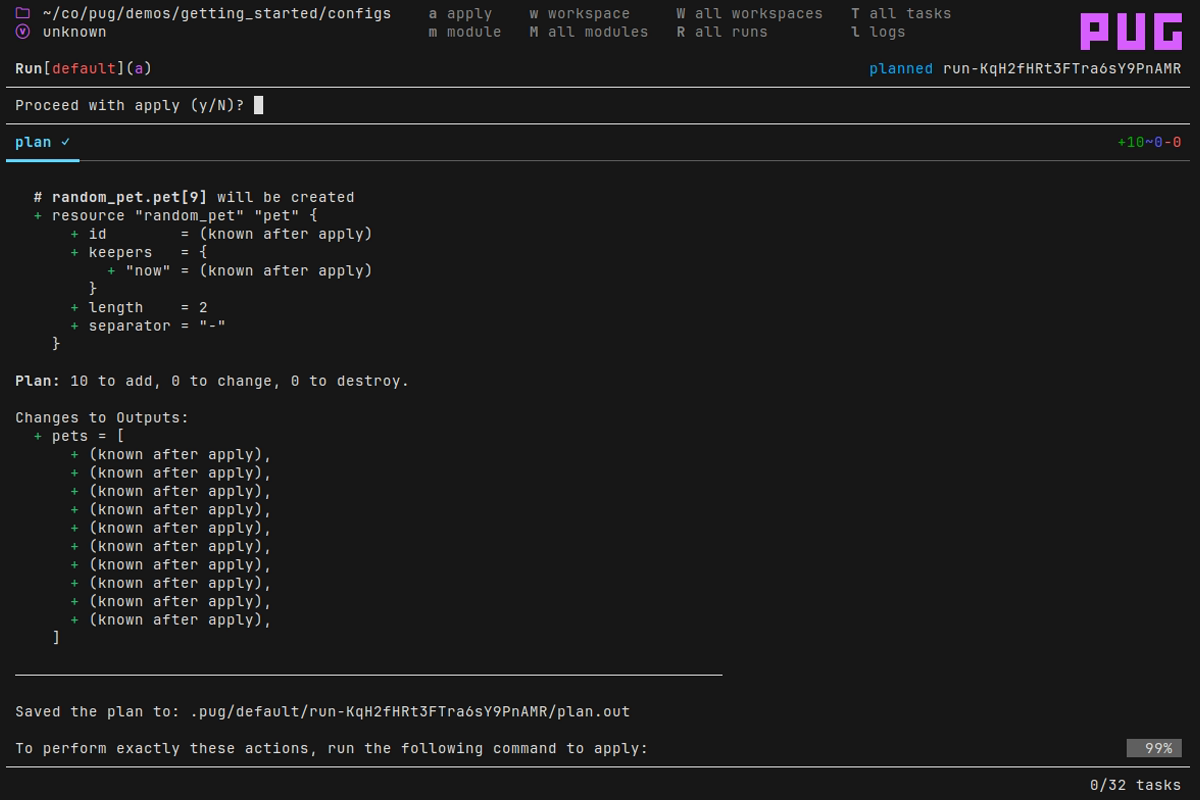 ~/co/pug/demos/getting_started/configs a apply w workspace W all workspaces T all tasks
v unknown m module M all modules R all runs l logs
PUG
Run[default](a) planned run-KqH2fHRt3FTra6sY9PnAMR
Proceed with apply (y/N)?
plan ✓ +10~0-0
# random_pet.pet[9] will be created
+ resource "random_pet" "pet" {
+ id = (known after apply)
+ keepers = {
+ "now" = (known after apply)
}
+ length = 2
+ separator = "-"
}
Plan: 10 to add, 0 to change, 0 to destroy.
Changes to Outputs:
+ pets = [
+ (known after apply),
+ (known after apply),
+ (known after apply),
+ (known after apply),
+ (known after apply),
+ (known after apply),
+ (known after apply),
+ (known after apply),
+ (known after apply),
+ (known after apply),
]
Saved the plan to: .pug/default/run-KqH2fHRt3FTra6sY9PnAMR/plan.out
To perform exactly these actions, run the following command to apply: 99%
0/32 tasks